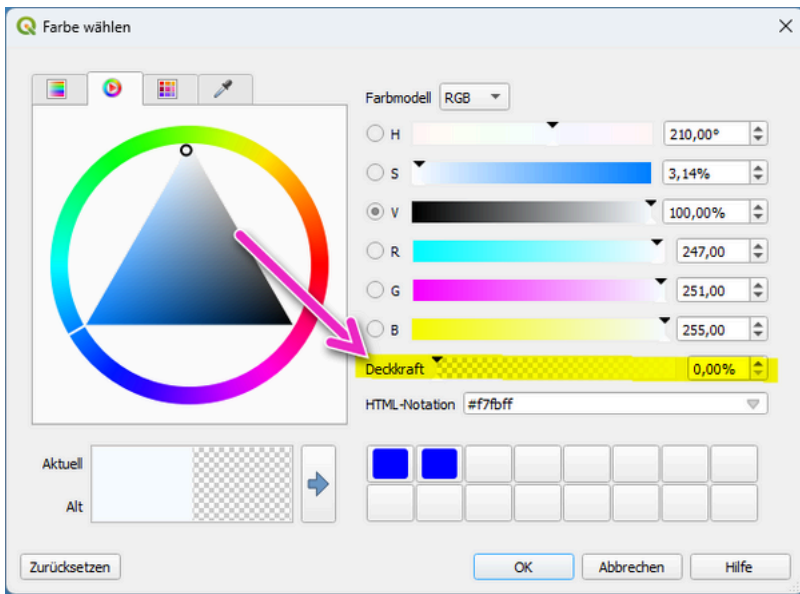 Farbe wählen
Farbmodell RGB
H 210,00°
S 3,14%
V 100,00%
R 247,00
G 251,00
B 255,00
Deckkraft 0,00%
HTML-Notation #f7fbff
Aktuell
Alt
Zurücksetzen OK Abbrechen Hilfe